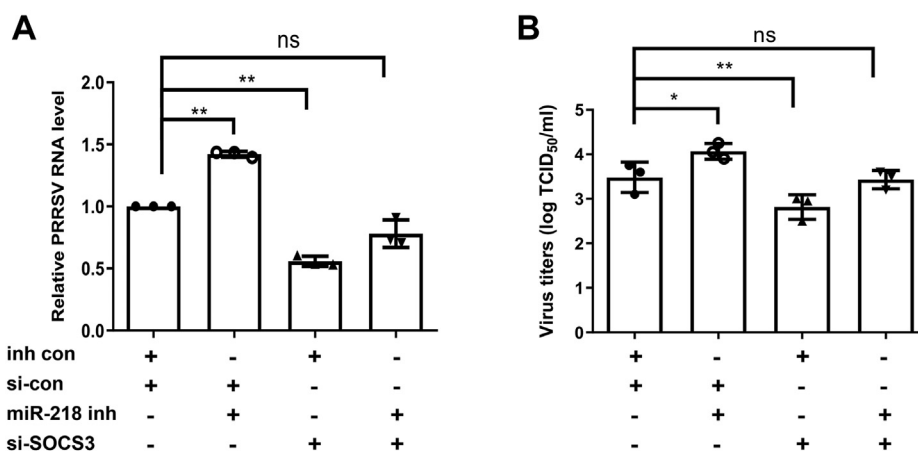 A
B
ns
**
**
Relative PRRSV RNA level
2.0
1.5
1.0
0.5
0.0
ns
**
*
Virus titers (log TCID50/ml)
5
4
3
2
1
0
inh con + - + - + - + -
si-con + + - - + + - -
miR-218 inh - + - + - + - +
si-SOCS3 - - + + - - + +